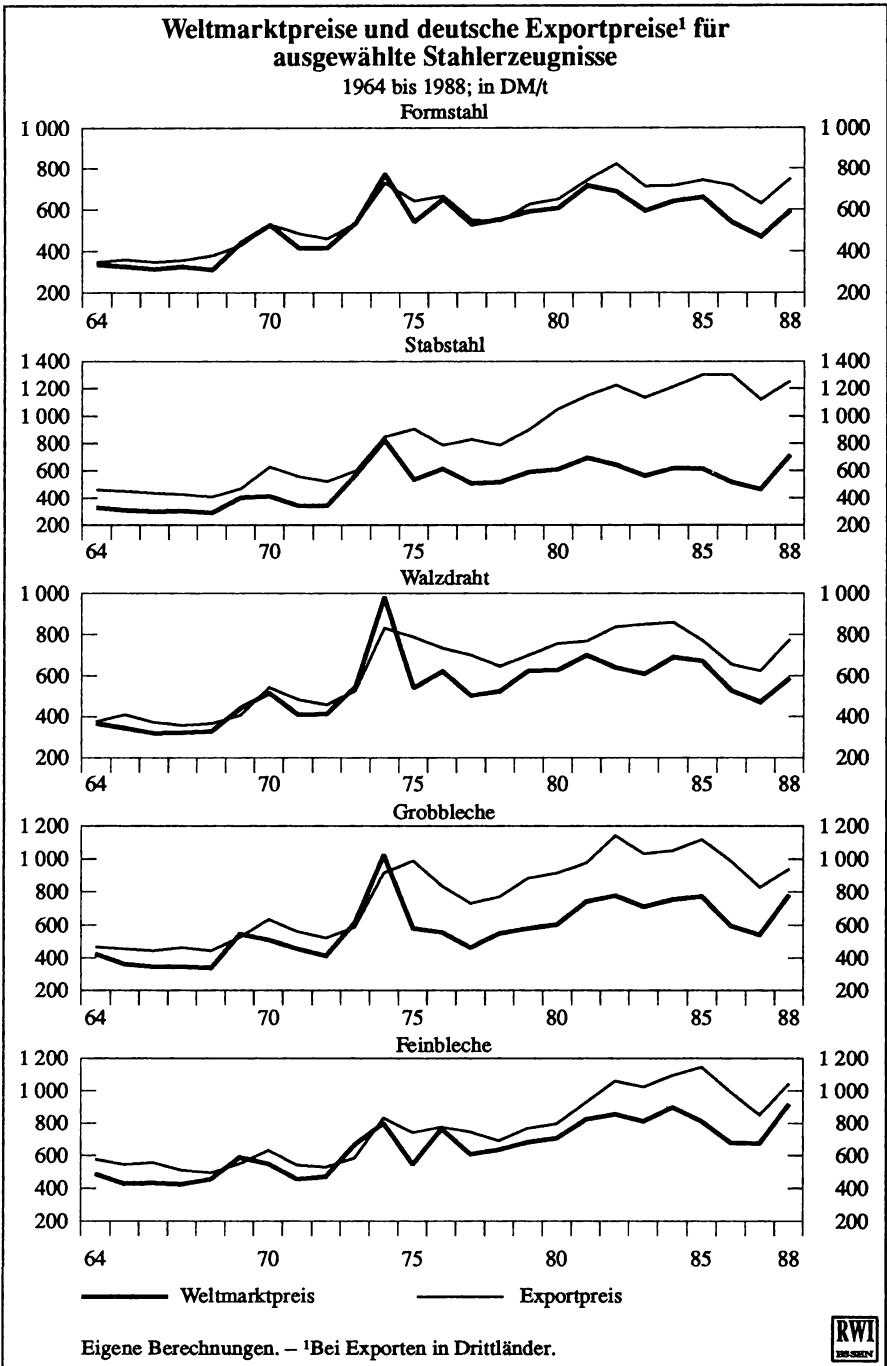 Weltmarktpreise und deutsche Exportpreise¹ für
ausgewählte Stahlerzeugnisse
1964 bis 1988; in DM/t
Formstahl
1 000 1 000
800 800
600 600
400 400
200 200
64 70 75 80 85 88
Stabstahl
1 400 1 400
1 200 1 200
1 000 1 000
800 800
600 600
400 400
200 200
64 70 75 80 85 88
Walzdraht
1 000 1 000
800 800
600 600
400 400
200 200
64 70 75 80 85 88
Grobbleche
1 200 1 200
1 000 1 000
800 800
600 600
400 400
200 200
64 70 75 80 85 88
Feinbleche
1 200 1 200
1 000 1 000
800 800
600 600
400 400
200 200
64 70 75 80 85 88
Weltmarktpreis Exportpreis
Eigene Berechnungen. – ¹Bei Exporten in Drittländer.
RWI
ESSEN